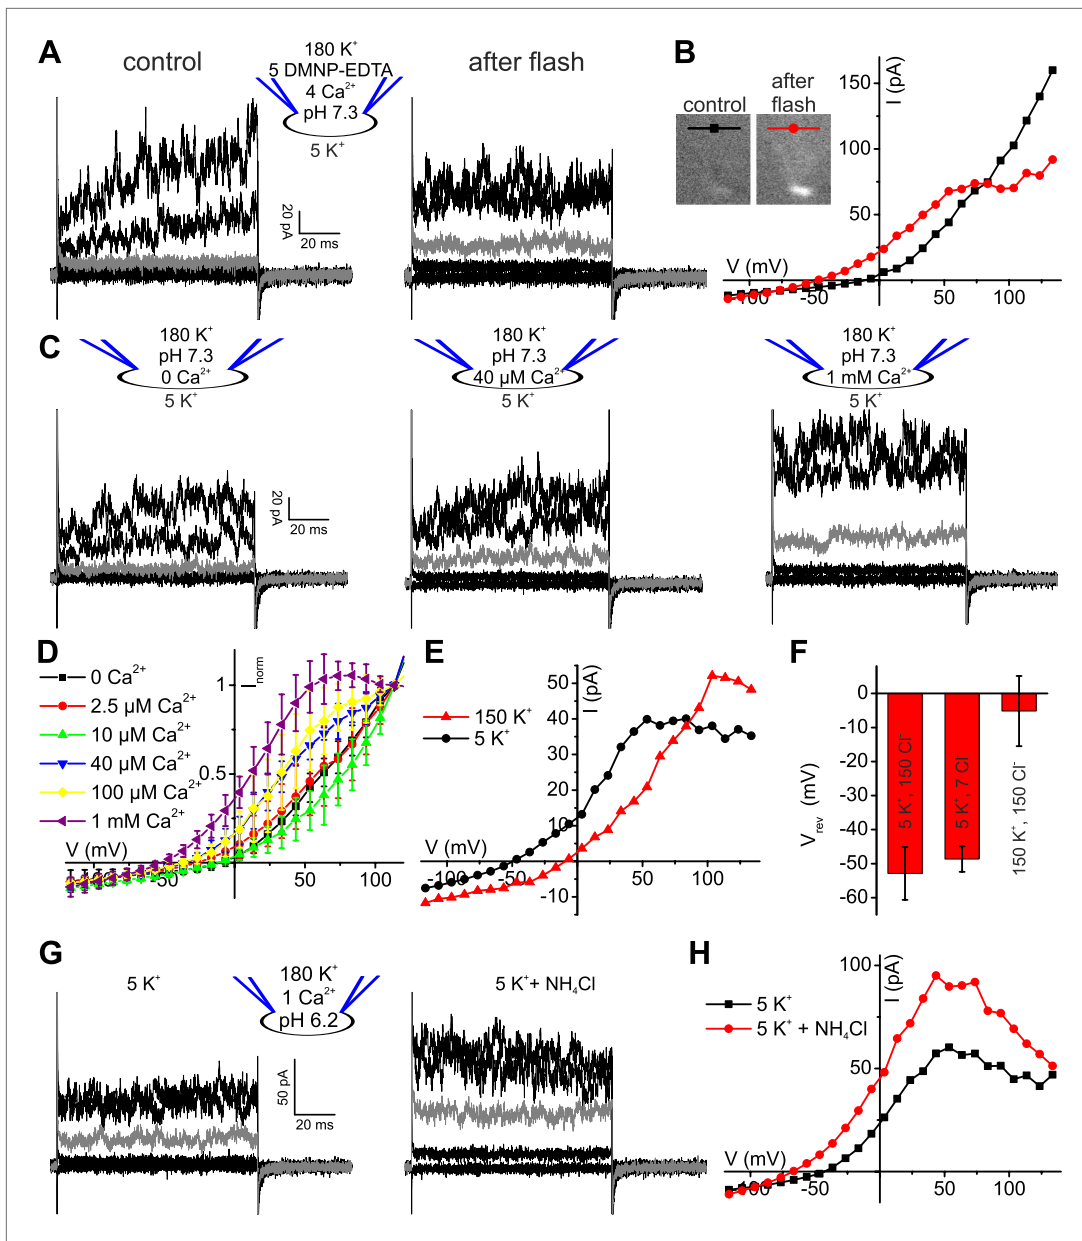 A
control
180 K⁺
5 DMNP-EDTA
4 Ca²⁺
pH 7.3
5 K⁺
20 pA
20 ms
after flash
B
control
after
flash
I (pA)
150
100
50
V (mV)
-100
-50
0
50
100
C
180 K⁺
pH 7.3
0 Ca²⁺
5 K⁺
20 pA
20 ms
180 K⁺
pH 7.3
40 µM Ca²⁺
5 K⁺
180 K⁺
pH 7.3
1 mM Ca²⁺
5 K⁺
D
0 Ca²⁺
2.5 µM Ca²⁺
10 µM Ca²⁺
40 µM Ca²⁺
100 µM Ca²⁺
1 mM Ca²⁺
I norm
1
0.5
V (mV)
-50
0
50
100
E
150 K⁺
5 K⁺
I (pA)
50
40
30
20
10
-10
V (mV)
-100
-50
0
50
100
F
0
-10
-20
-30
-40
-50
-60
V rev (mV)
5 K⁺, 150 Cl⁻
5 K⁺, 7 Cl⁻
150 K⁺, 150 Cl⁻
G
5 K⁺
180 K⁺
1 Ca²⁺
pH 6.2
50 pA
20 ms
5 K⁺+ NH₄Cl
H
5 K⁺
5 K⁺ + NH₄Cl
I (pA)
100
50
V (mV)
-100
-50
0
50
100